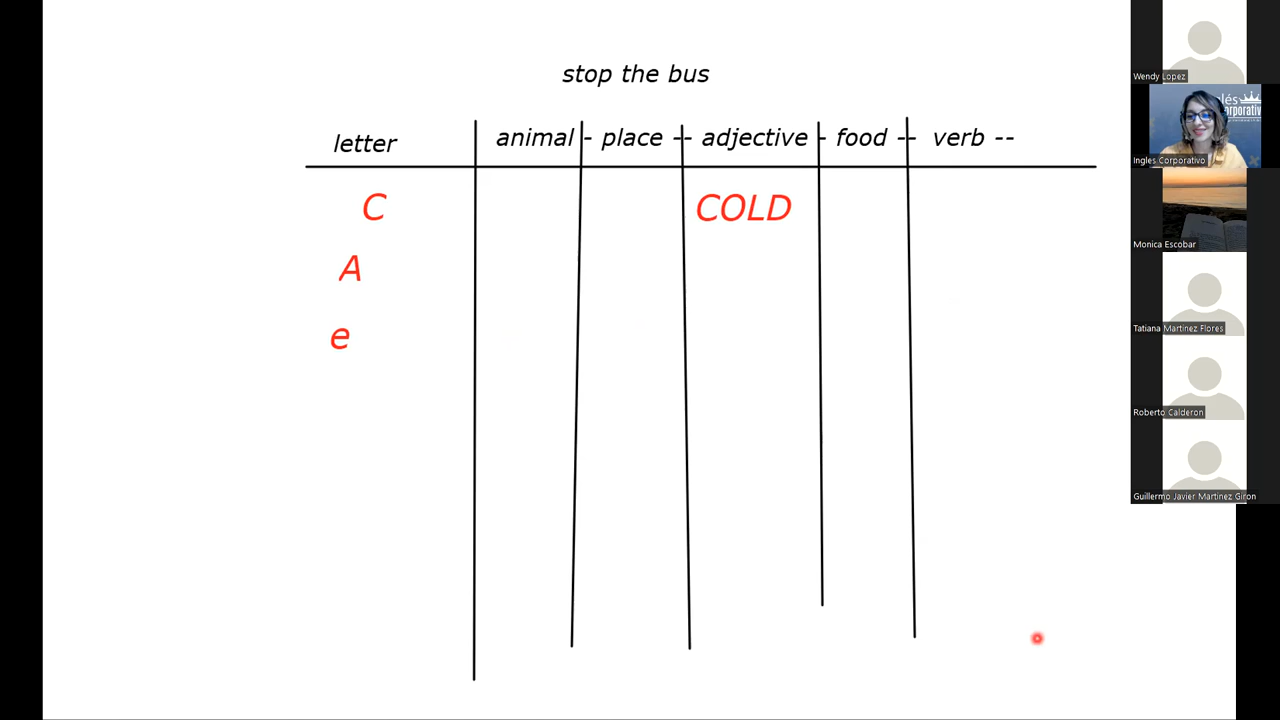 stop the bus
letter animal - place -- adjective - food -- verb --
C COLD
A
e
Wendy Lopez
Ingles Corporativo
Monica Escobar
Tatiana Martinez Flores
Roberto Calderon
Guillermo Javier Martinez Giron